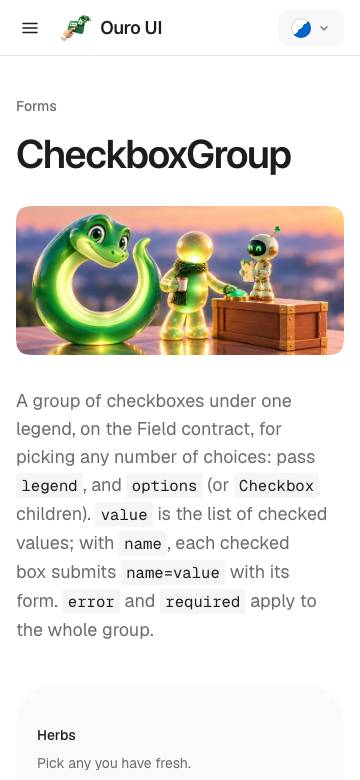 Ouro UI
Forms
CheckboxGroup
A group of checkboxes under one
legend, on the Field contract, for
picking any number of choices: pass
legend, and options (or Checkbox
children). value is the list of checked
values; with name, each checked
box submits name=value with its
form. error and required apply to
the whole group.
Herbs
Pick any you have fresh.